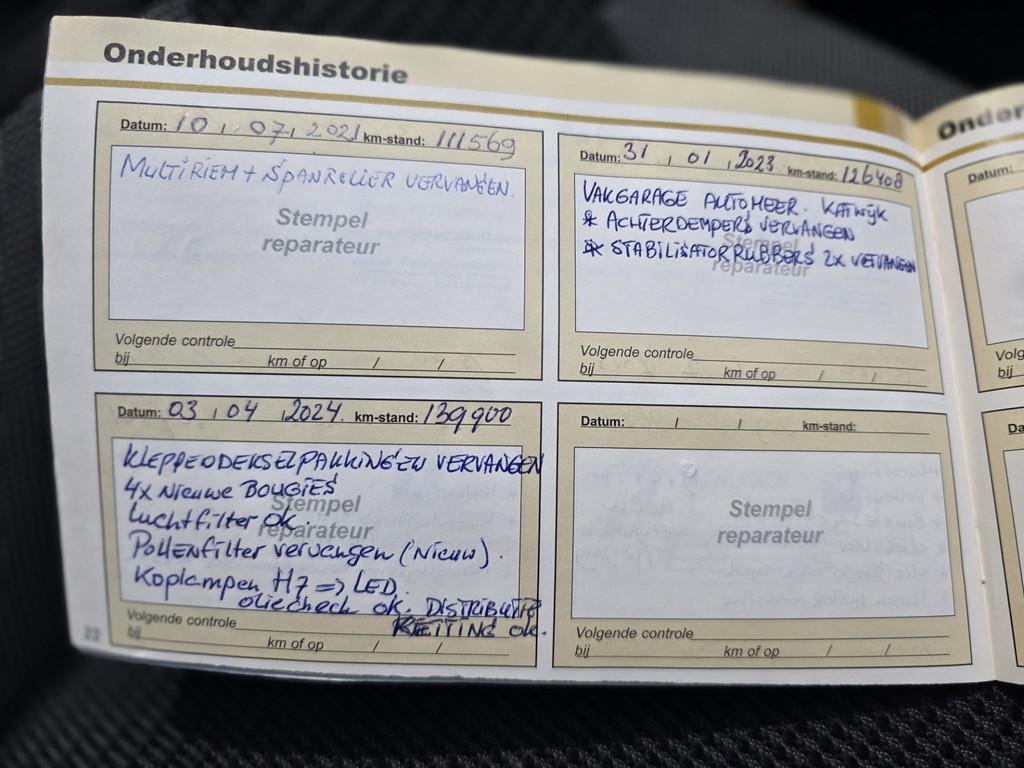 Onderhoudshistorie
Datum: 10 / 07 / 2021 km-stand: 111569
MULTIRIEM + SPANROLLER VERVANGEN.
Stempel
reparateur
Volgende controle
bij km of op / /
Datum: 31 / 01 / 2023 km-stand: 126408
VAKGARAGE AUTOMEER. KATWIJK
* ACHTERDEMPERS VERVANGEN
* STABILISATORRUBBERS 2x VERVANGEN
Stempel
reparateur
Volgende controle
bij km of op / /
Datum: 03 / 04 / 2024. km-stand: 139900
KLEPPEODEKSELPAKKINGEN VERVANGEN
4x Nieuwe BOUGIES
Luchtfilter OK.
Pollenfilter vervangen (Nieuw).
Koplampen H7 => LED.
oliecheck ok. DISTRIBUTIE
KETTING ok.
Stempel
reparateur
Volgende controle
bij km of op / /
Datum: / / km-stand:
Stempel
reparateur
Volgende controle
bij km of op / /
22
Onder
Datum:
Volg
bij
Da